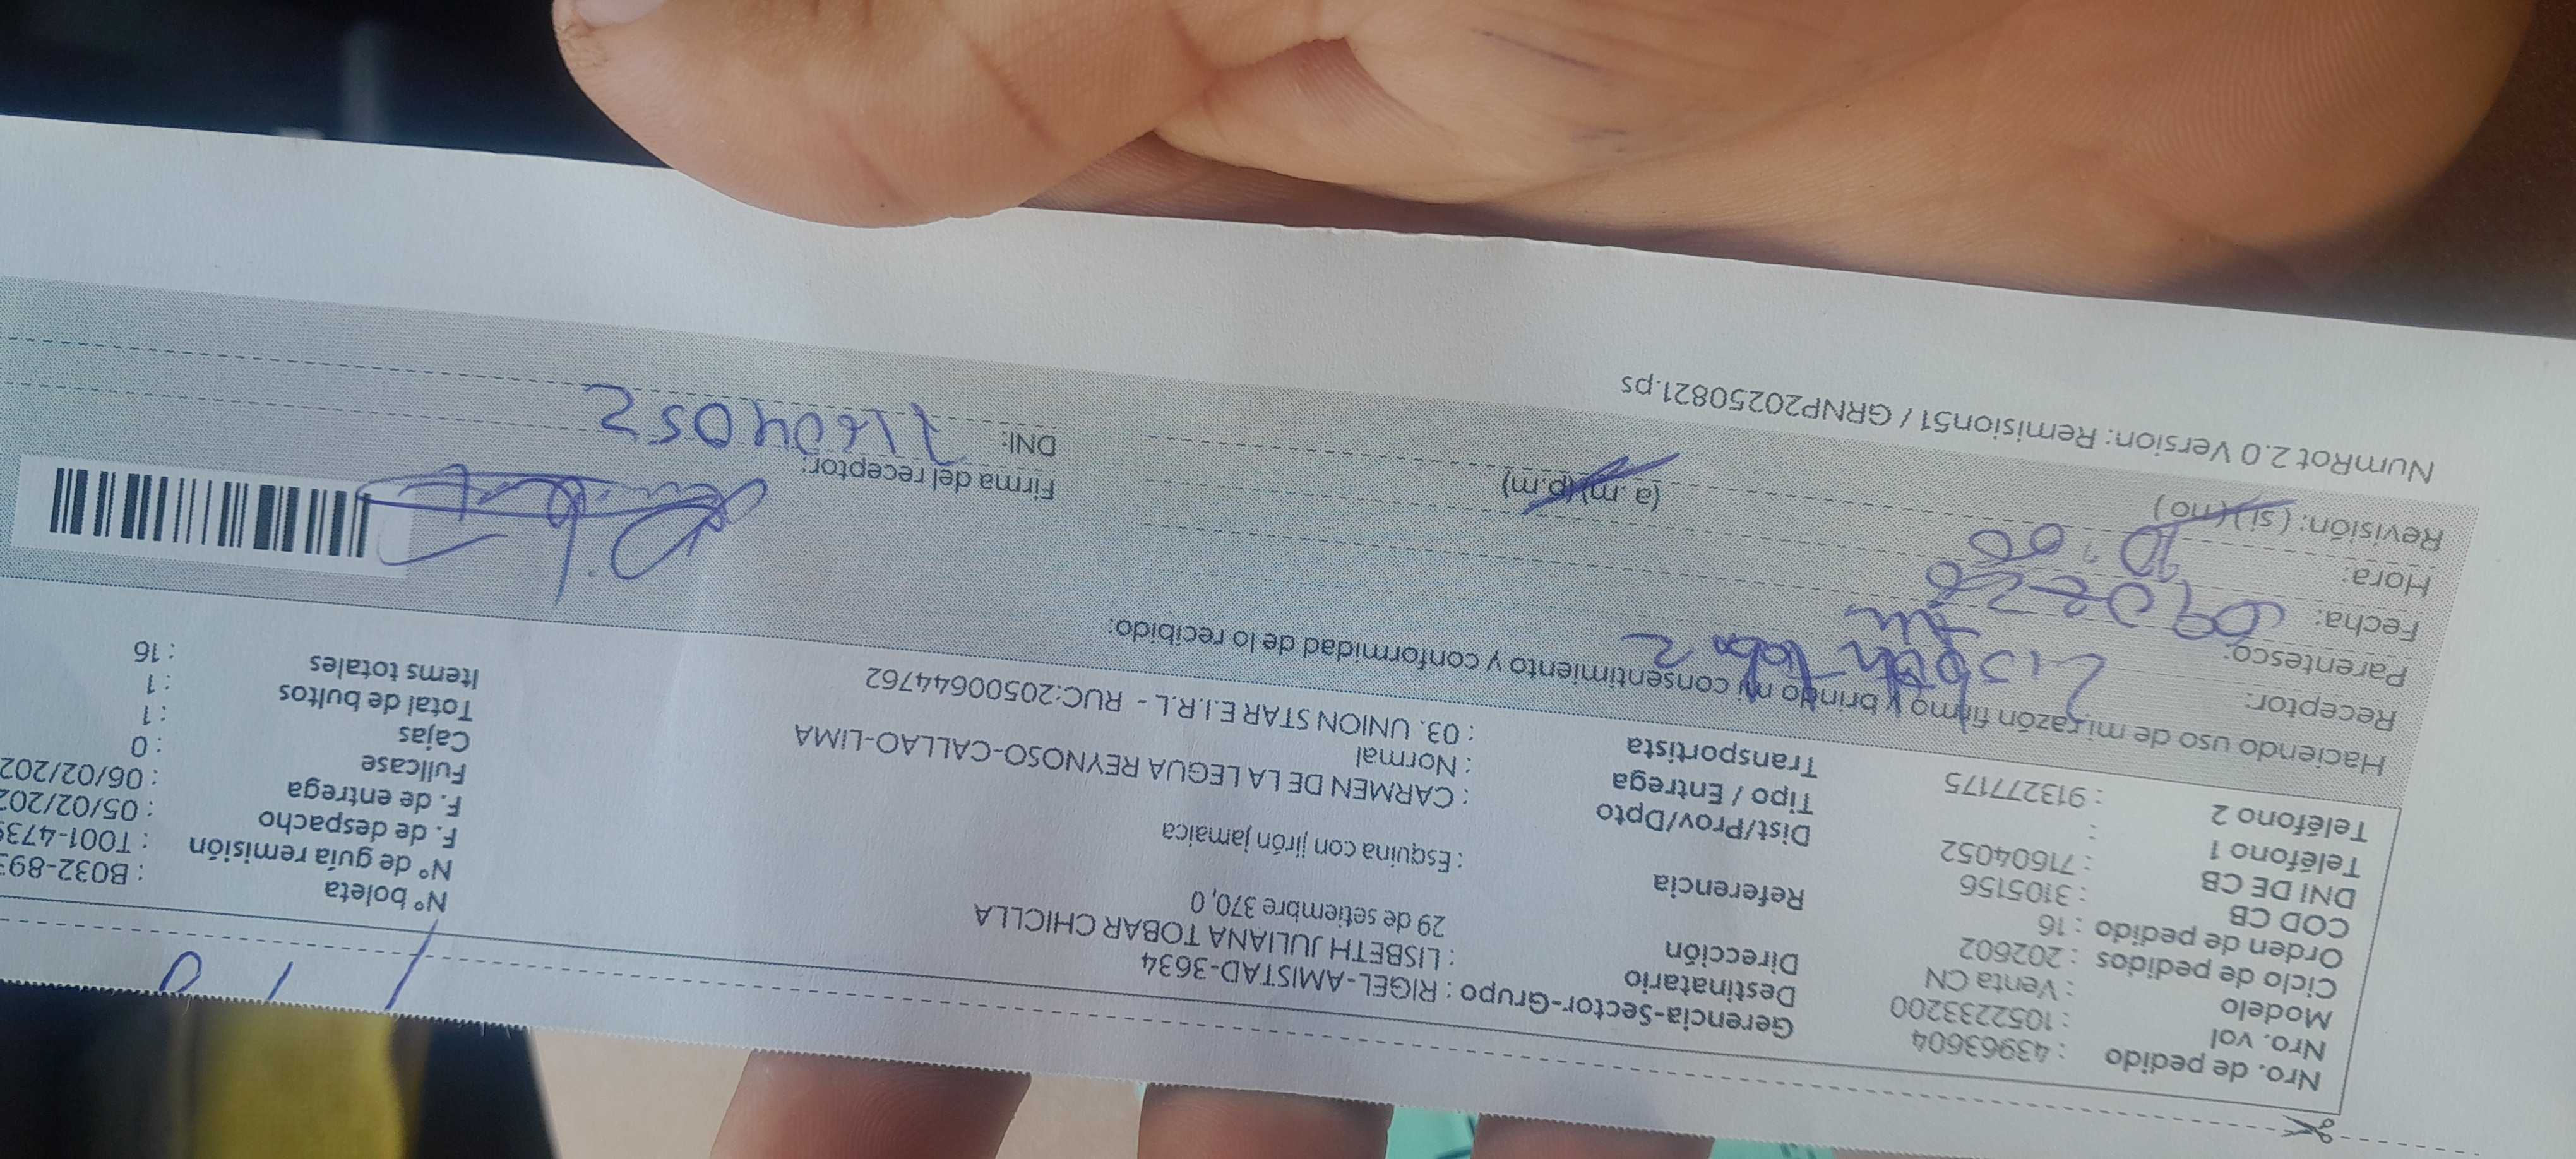 Nro. de pedido : 43963604
Nro. vol : 1052233200
Modelo : Venta CN
Ciclo de pedidos : 202602
Orden de pedido : 16
COD CB : 3105156
DNI DE CB : 71604052
Teléfono 1 :
Teléfono 2 : 913277175
Gerencia-Sector-Grupo : RIGEL-AMISTAD-3634
Destinatario : LISBETH JULIANA TOBAR CHICLLA
Dirección 29 de setiembre 370, 0
Referencia : Esquina con jirón jamaica
Dist/Prov/Dpto : CARMEN DE LA LEGUA REYNOSO-CALLAO-LIMA
Tipo / Entrega : Normal
Transportista : 03. UNION STAR E.I.R.L. - RUC:20500644762
N° boleta : B032-893
N° de guía remisión : T001-4739
F. de despacho : 05/02/202
F. de entrega : 06/02/202
Fullcase : 0
Cajas : 1
Total de bultos : 1
Items totales : 16
Haciendo uso de mi razón firmo y brindo mi consentimiento y conformidad de lo recibido:
Receptor:
Parentesco:
Fecha:
Hora: (a.m) (p.m)
Revisión: (si) (no)
Firma del receptor:
DNI: 71604052
NumRot 2.0 Version: Remision51 / GRNP20250821.ps